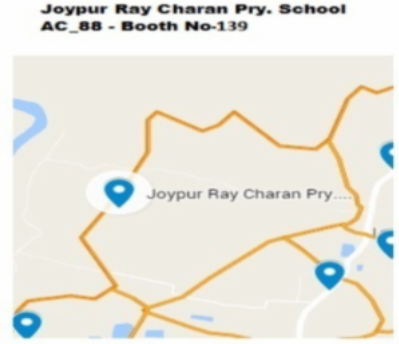 Joypur Ray Charan Pry. School
AC_88 - Booth No-139
Joypur Ray Charan Pry....